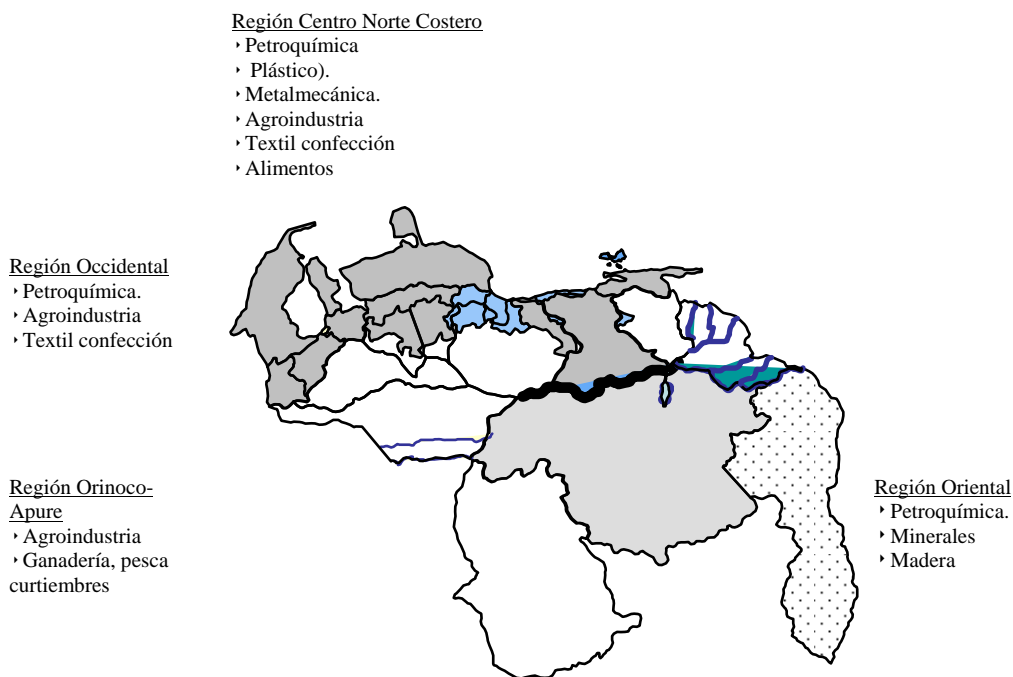 Región Centro Norte Costero
‣ Petroquímica
‣ Plástico).
‣ Metalmecánica.
‣ Agroindustria
‣ Textil confección
‣ Alimentos
Región Occidental
‣ Petroquímica.
‣ Agroindustria
‣ Textil confección
Región Orinoco-
Apure
‣ Agroindustria
‣ Ganadería, pesca
curtiembres
Región Oriental
‣ Petroquímica.
‣ Minerales
‣ Madera